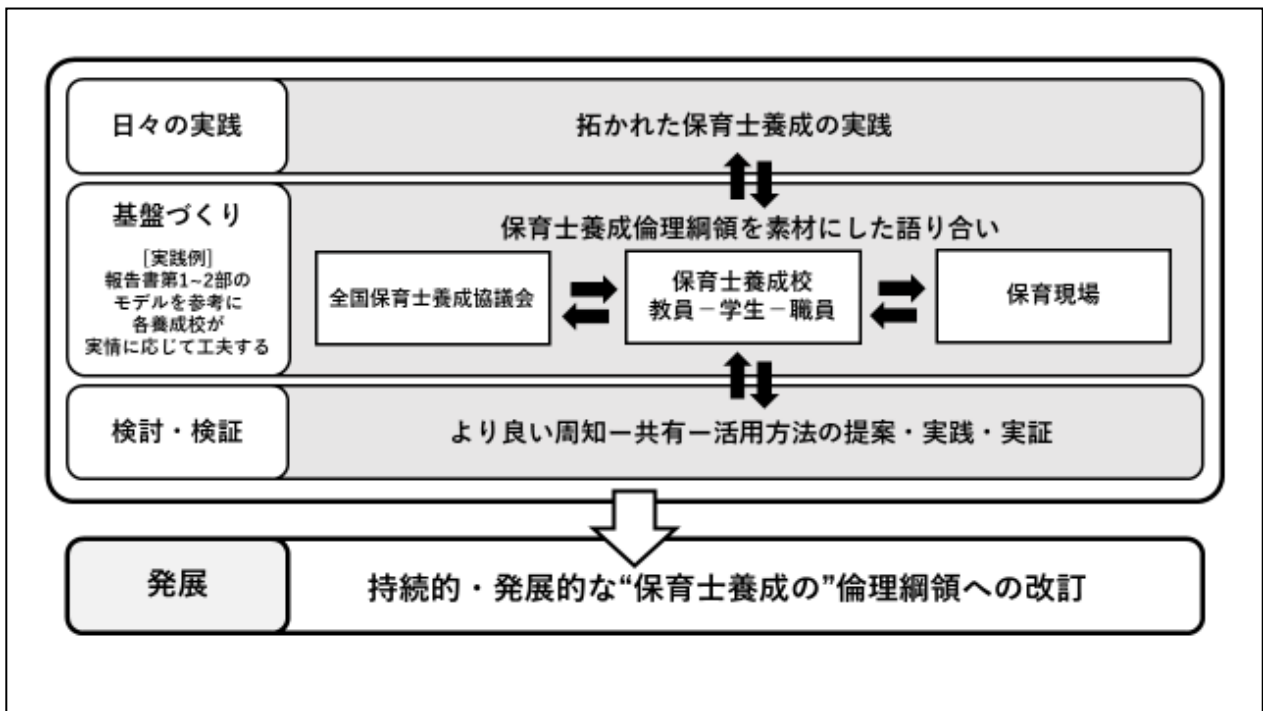 日々の実践
拓かれた保育士養成の実践
基盤づくり
[実践例]
報告書第1~2部の
モデルを参考に
各養成校が
実情に応じて工夫する
保育士養成倫理綱領を素材にした語り合い
全国保育士養成協議会
保育士養成校
教員－学生－職員
保育現場
検討・検証
より良い周知ー共有ー活用方法の提案・実践・実証
発展
持続的・発展的な“保育士養成の”倫理綱領への改訂